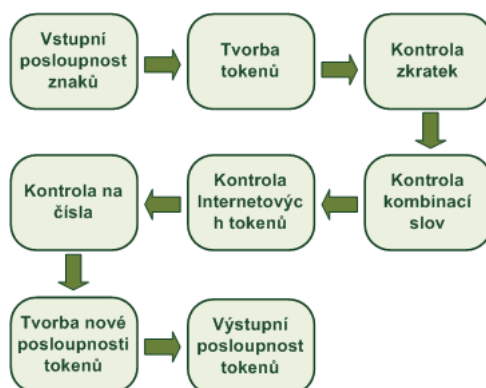 Vstupní
posloupnost
znaků
Tvorba
tokenů
Kontrola
zkratek
Kontrola
kombinací
slov
Kontrola
Internetovýc
h tokenů
Kontrola na
čísla
Tvorba nové
posloupnosti
tokenů
Výstupní
posloupnost
tokenů